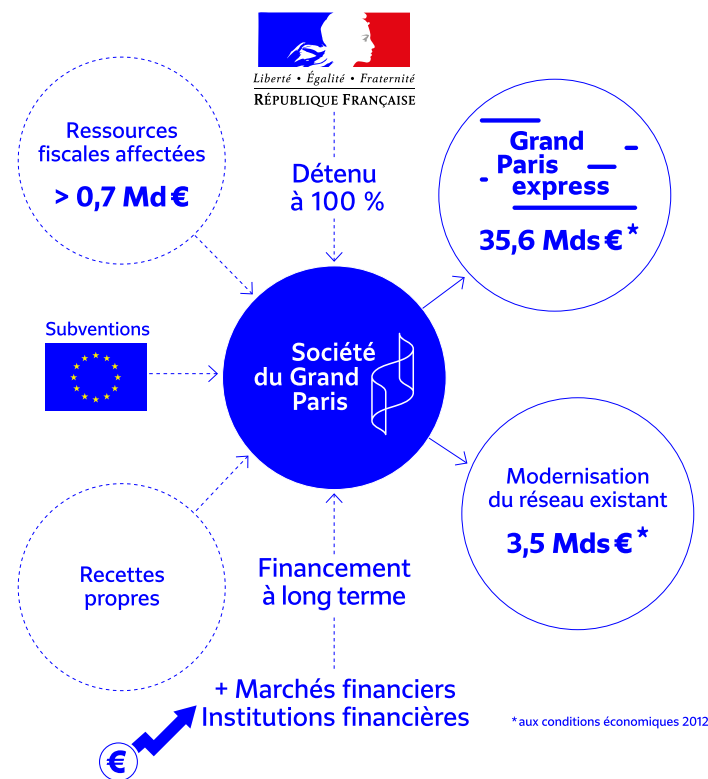 Liberté • Égalité • Fraternité
RÉPUBLIQUE FRANÇAISE
Ressources
fiscales affectées
> 0,7 Md €
Détenu
à 100 %
Grand
Paris
express
35,6 Mds € *
Subventions
Société
du Grand
Paris
Modernisation
du réseau existant
3,5 Mds € *
Recettes
propres
Financement
à long terme
+ Marchés financiers
Institutions financières
€
*aux conditions économiques 2012